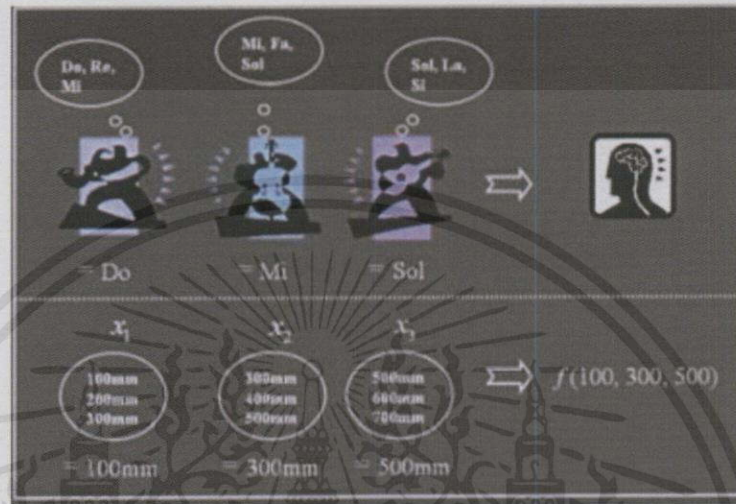 Do, Re,
Mi
Mi, Fa,
Sol
Sol, La,
Si
= Do
= Mi
= Sol
x1
x2
x3
100mm
200mm
300mm
300mm
400mm
500mm
500mm
600mm
700mm
f (100, 300, 500)
= 100mm
= 300mm
= 500mm